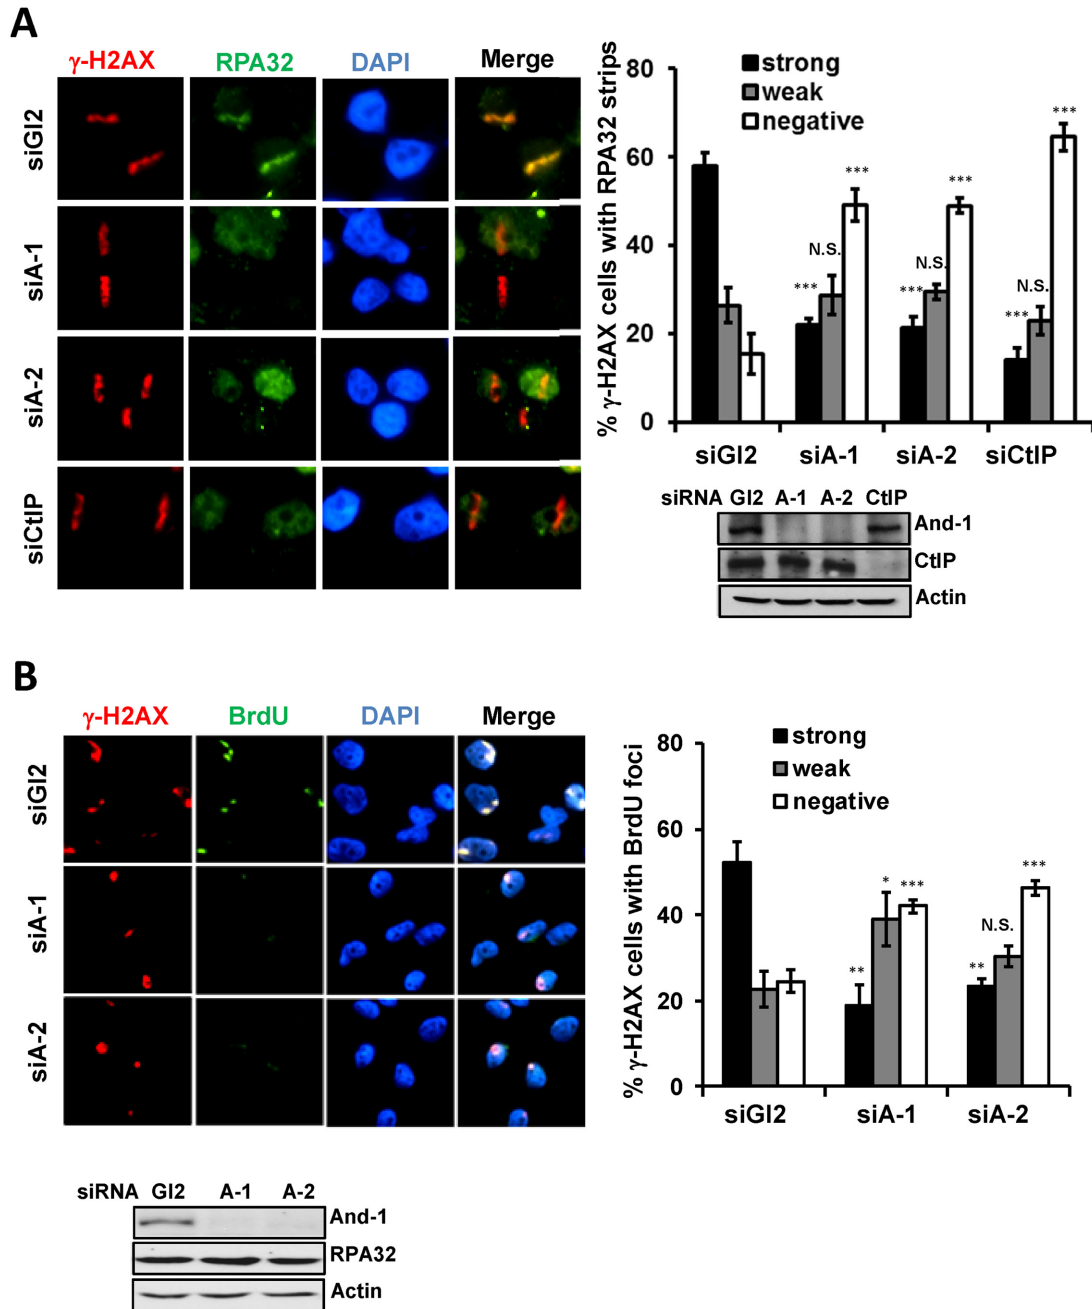 A
γ-H2AX RPA32 DAPI Merge
siGl2
siA-1
siA-2
siCtIP
% γ-H2AX cells with RPA32 strips
80
60
40
20
0
strong
weak
negative
*** N.S. ***
*** N.S. ***
*** N.S. ***
siGl2 siA-1 siA-2 siCtIP
siRNA Gl2 A-1 A-2 CtIP
And-1
CtIP
Actin
B
γ-H2AX BrdU DAPI Merge
siGl2
siA-1
siA-2
% γ-H2AX cells with BrdU foci
80
60
40
20
0
strong
weak
negative
** * ***
** N.S. ***
siGl2 siA-1 siA-2
siRNA Gl2 A-1 A-2
And-1
RPA32
Actin